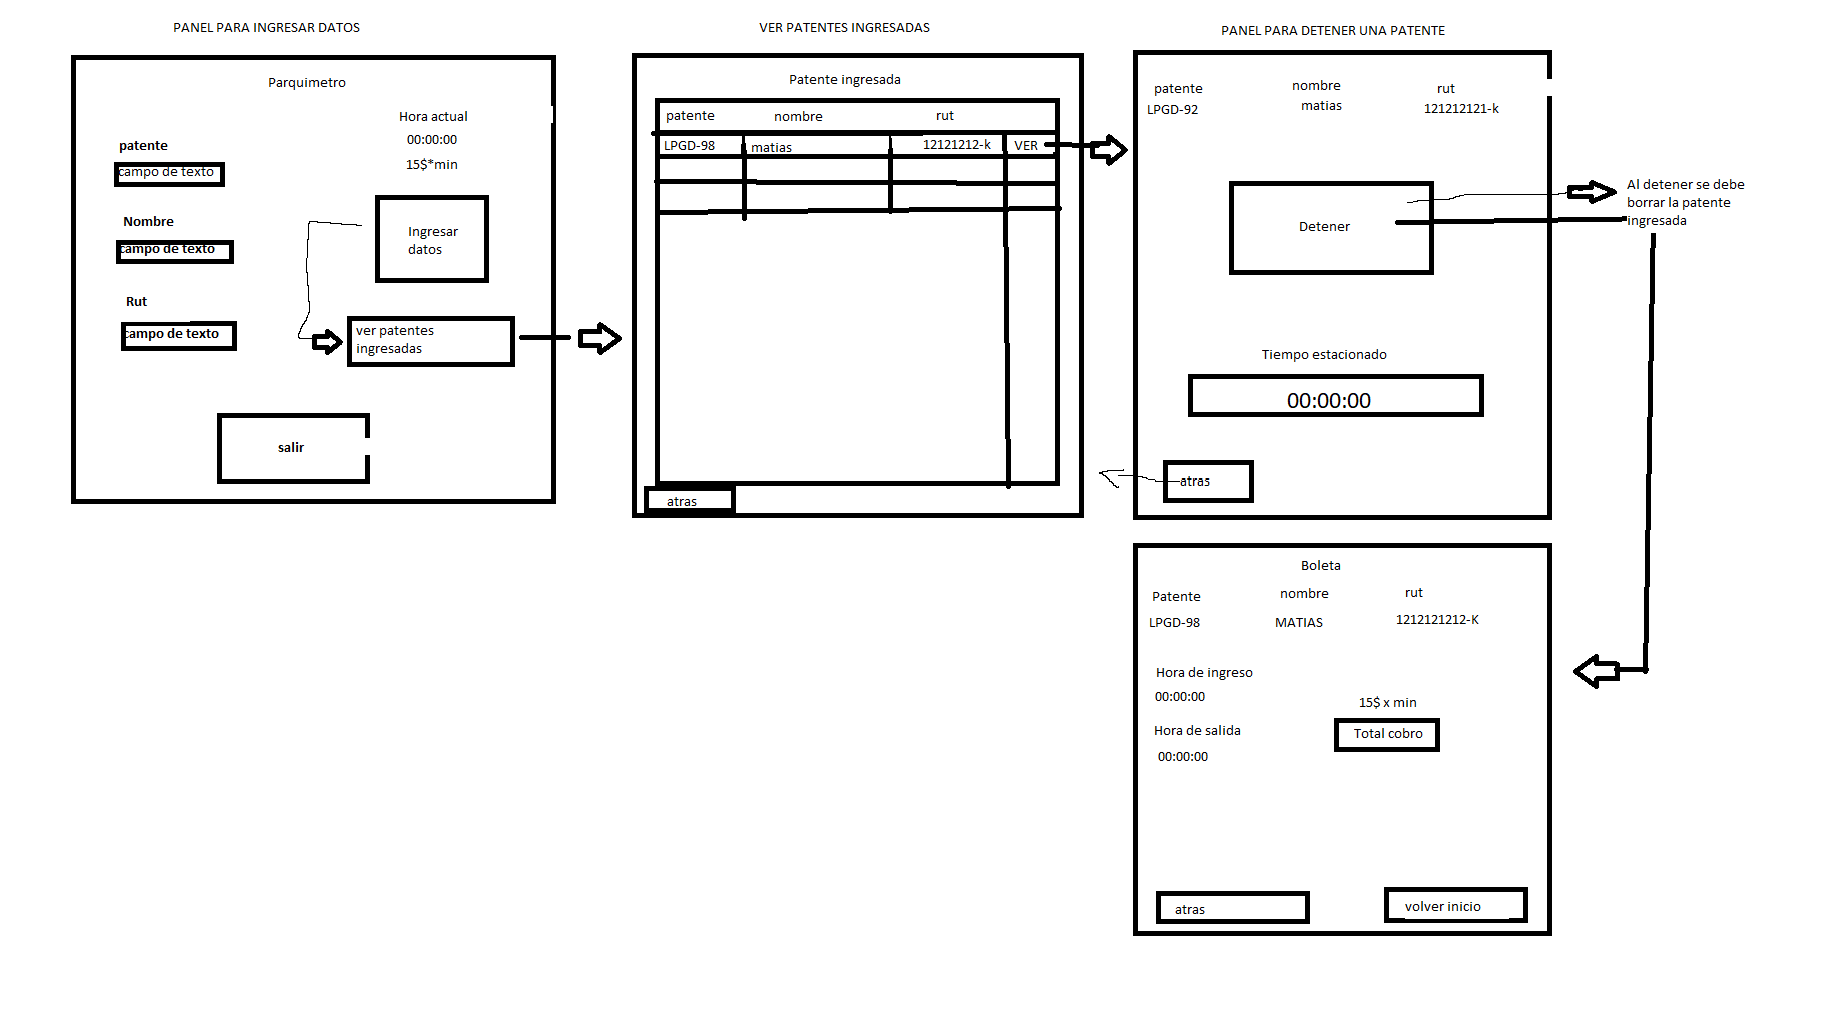 PANEL PARA INGRESAR DATOS
Parquimetro
Hora actual
00:00:00
15$*min
patente
campo de texto
Nombre
campo de texto
Rut
campo de texto
Ingresar
datos
ver patentes
ingresadas
salir
VER PATENTES INGRESADAS
Patente ingresada
patente nombre rut
LPGD-98 matias 12121212-k VER
atras
PANEL PARA DETENER UNA PATENTE
patente nombre rut
LPGD-92 matias 121212121-k
Detener
Al detener se debe
borrar la patente
ingresada
Tiempo estacionado
00:00:00
atras
Boleta
Patente nombre rut
LPGD-98 MATIAS 1212121212-K
Hora de ingreso
00:00:00
15$ x min
Hora de salida
Total cobro
00:00:00
atras
volver inicio